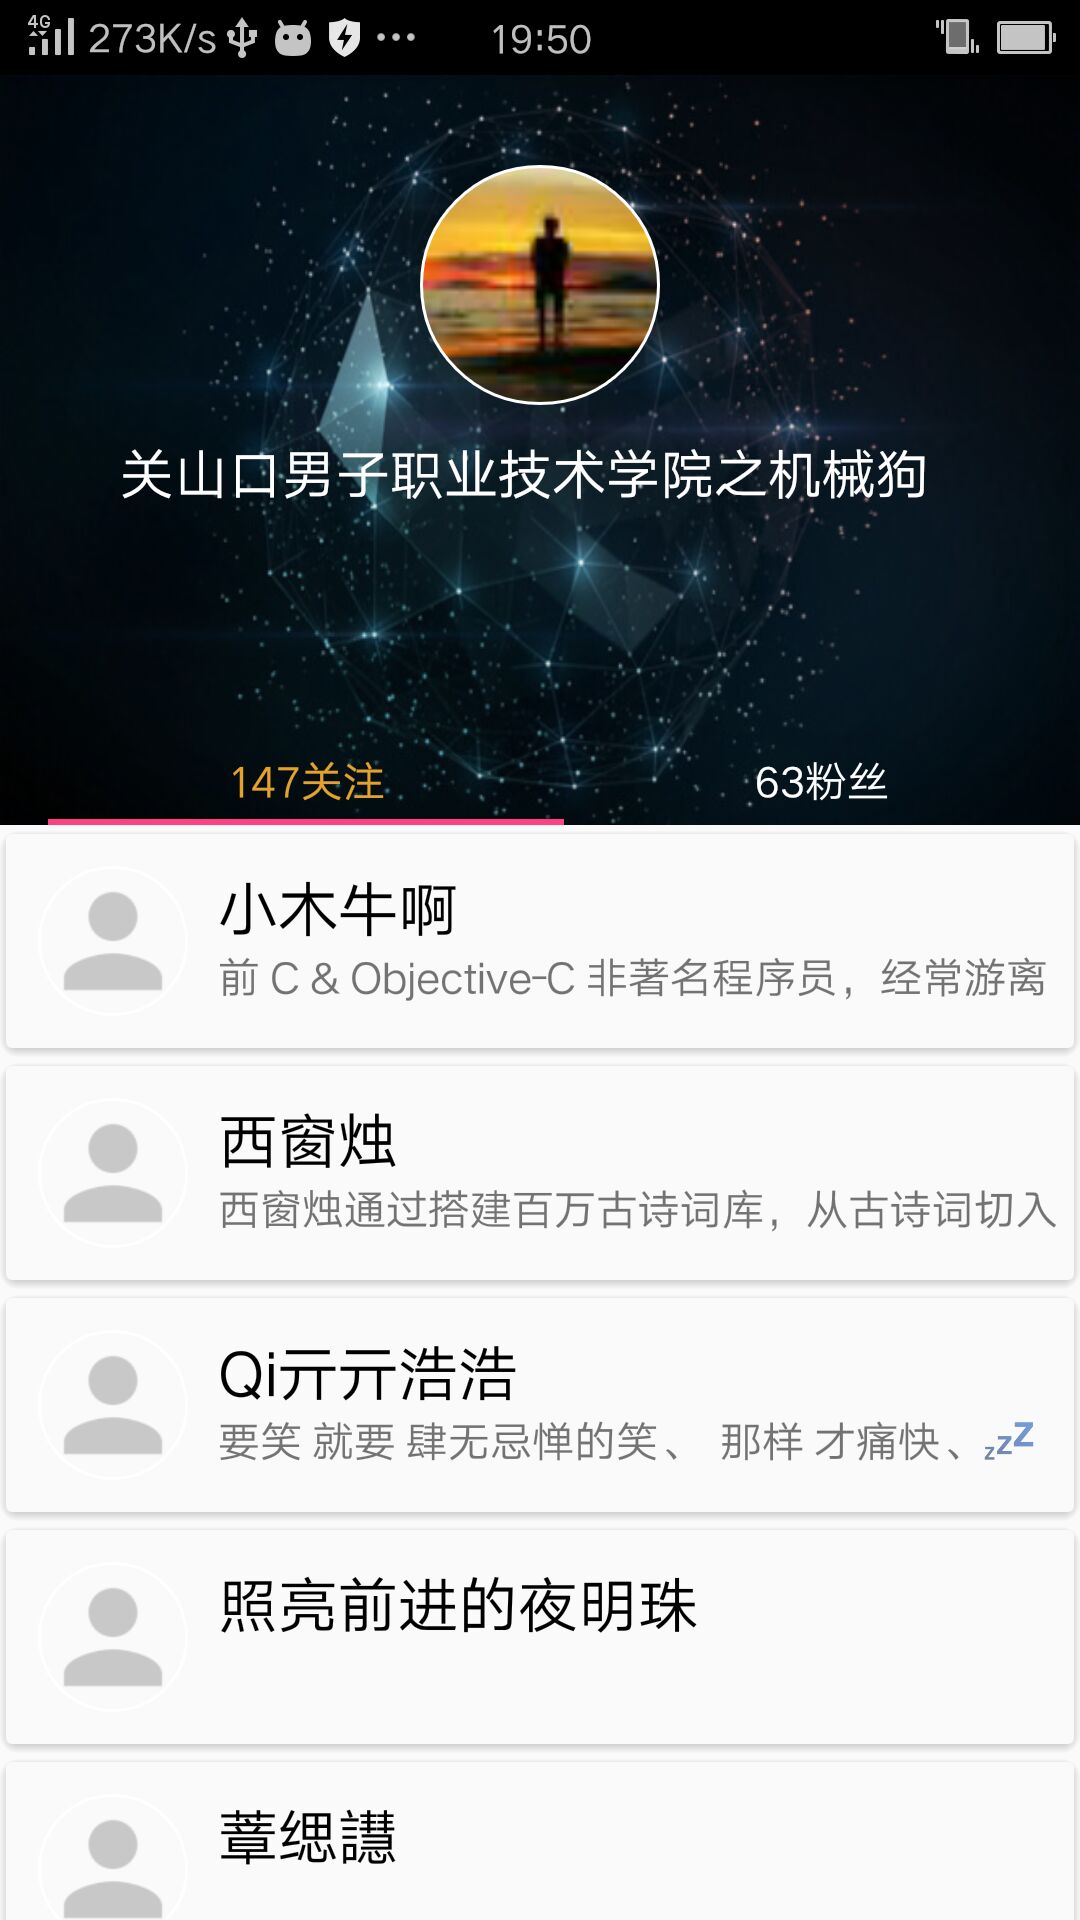 4G 273K/s 19:50
关山口男子职业技术学院之机械狗
147关注 63粉丝
小木牛啊
前 C & Objective-C 非著名程序员，经常游离
西窗烛
西窗烛通过搭建百万古诗词库，从古诗词切入
Qi亓亓浩浩
要笑 就要 肆无忌惮的笑、 那样 才痛快、💤
照亮前进的夜明珠